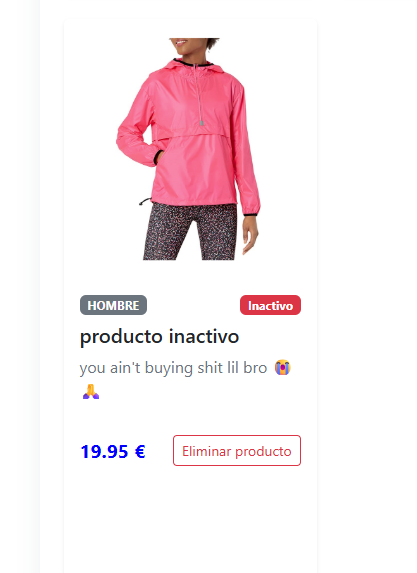 HOMBRE Inactivo
producto inactivo
you ain't buying shit lil bro 😭
🙏
19.95 € Eliminar producto